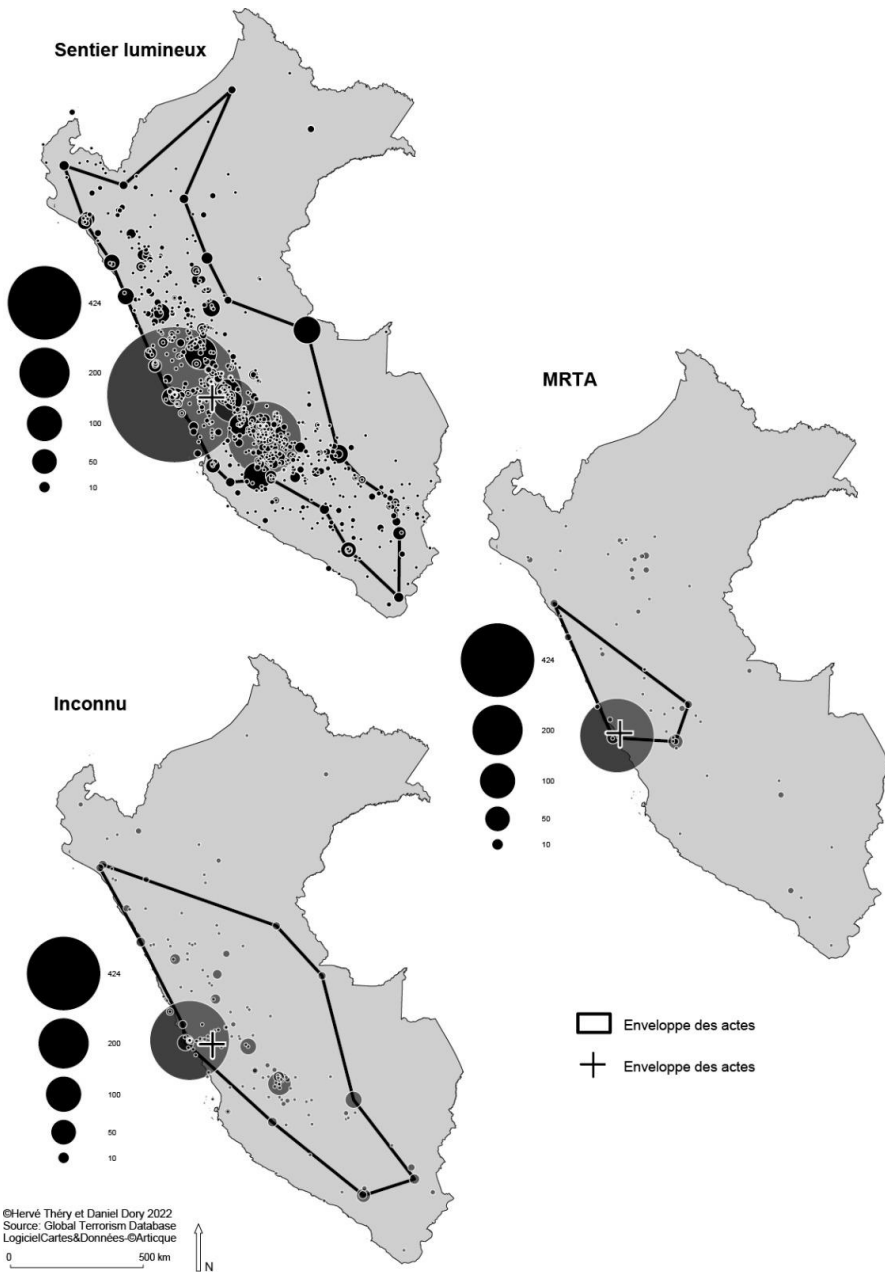 Sentier lumineux
424
200
100
50
10
MRTA
424
200
100
50
10
Inconnu
424
200
100
50
10
Enveloppe des actes
Enveloppe des actes
©Hervé Théry et Daniel Dory 2022
Source: Global Terrorism Database
LogicielCartes&Données-©Articque
0 500 km
N